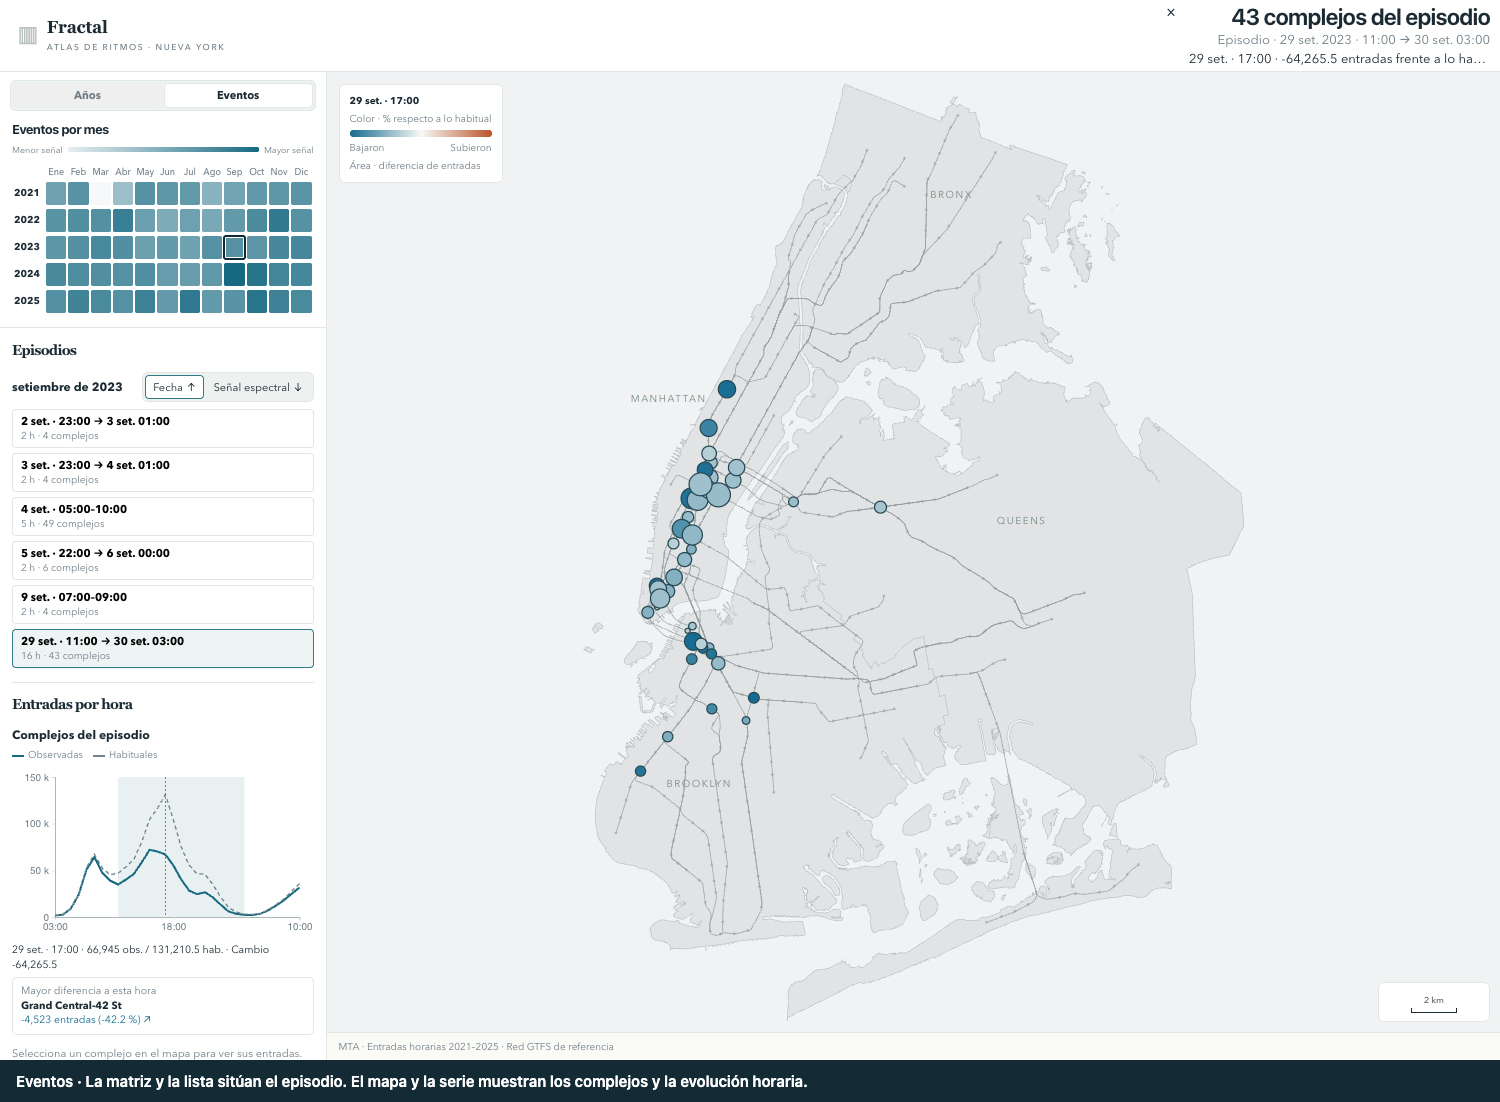 Fractal
ATLAS DE RITMOS · NUEVA YORK
×
43 complejos del episodio
Episodio · 29 set. 2023 · 11:00 → 30 set. 03:00
29 set. · 17:00 · -64,265.5 entradas frente a lo ha...
Años
Eventos
Eventos por mes
Menor señal
Mayor señal
Ene Feb Mar Abr May Jun Jul Ago Sep Oct Nov Dic
2021
2022
2023
2024
2025
Episodios
setiembre de 2023
Fecha ↑
Señal espectral ↓
2 set. · 23:00 → 3 set. 01:00
2 h · 4 complejos
3 set. · 23:00 → 4 set. 01:00
2 h · 4 complejos
4 set. · 05:00–10:00
5 h · 49 complejos
5 set. · 22:00 → 6 set. 00:00
2 h · 6 complejos
9 set. · 07:00–09:00
2 h · 4 complejos
29 set. · 11:00 → 30 set. 03:00
16 h · 43 complejos
Entradas por hora
Complejos del episodio
Observadas
Habituales
150 k
100 k
50 k
0
03:00
18:00
10:00
29 set. · 17:00 · 66,945 obs. / 131,210.5 hab. · Cambio
-64,265.5
Mayor diferencia a esta hora
Grand Central-42 St
-4,523 entradas (-42.2 %) ↗
Selecciona un complejo en el mapa para ver sus entradas.
29 set. · 17:00
Color · % respecto a lo habitual
Bajaron
Subieron
Área · diferencia de entradas
BRONX
MANHATTAN
QUEENS
BROOKLYN
2 km
MTA · Entradas horarias 2021–2025 · Red GTFS de referencia
Eventos · La matriz y la lista sitúan el episodio. El mapa y la serie muestran los complejos y la evolución horaria.